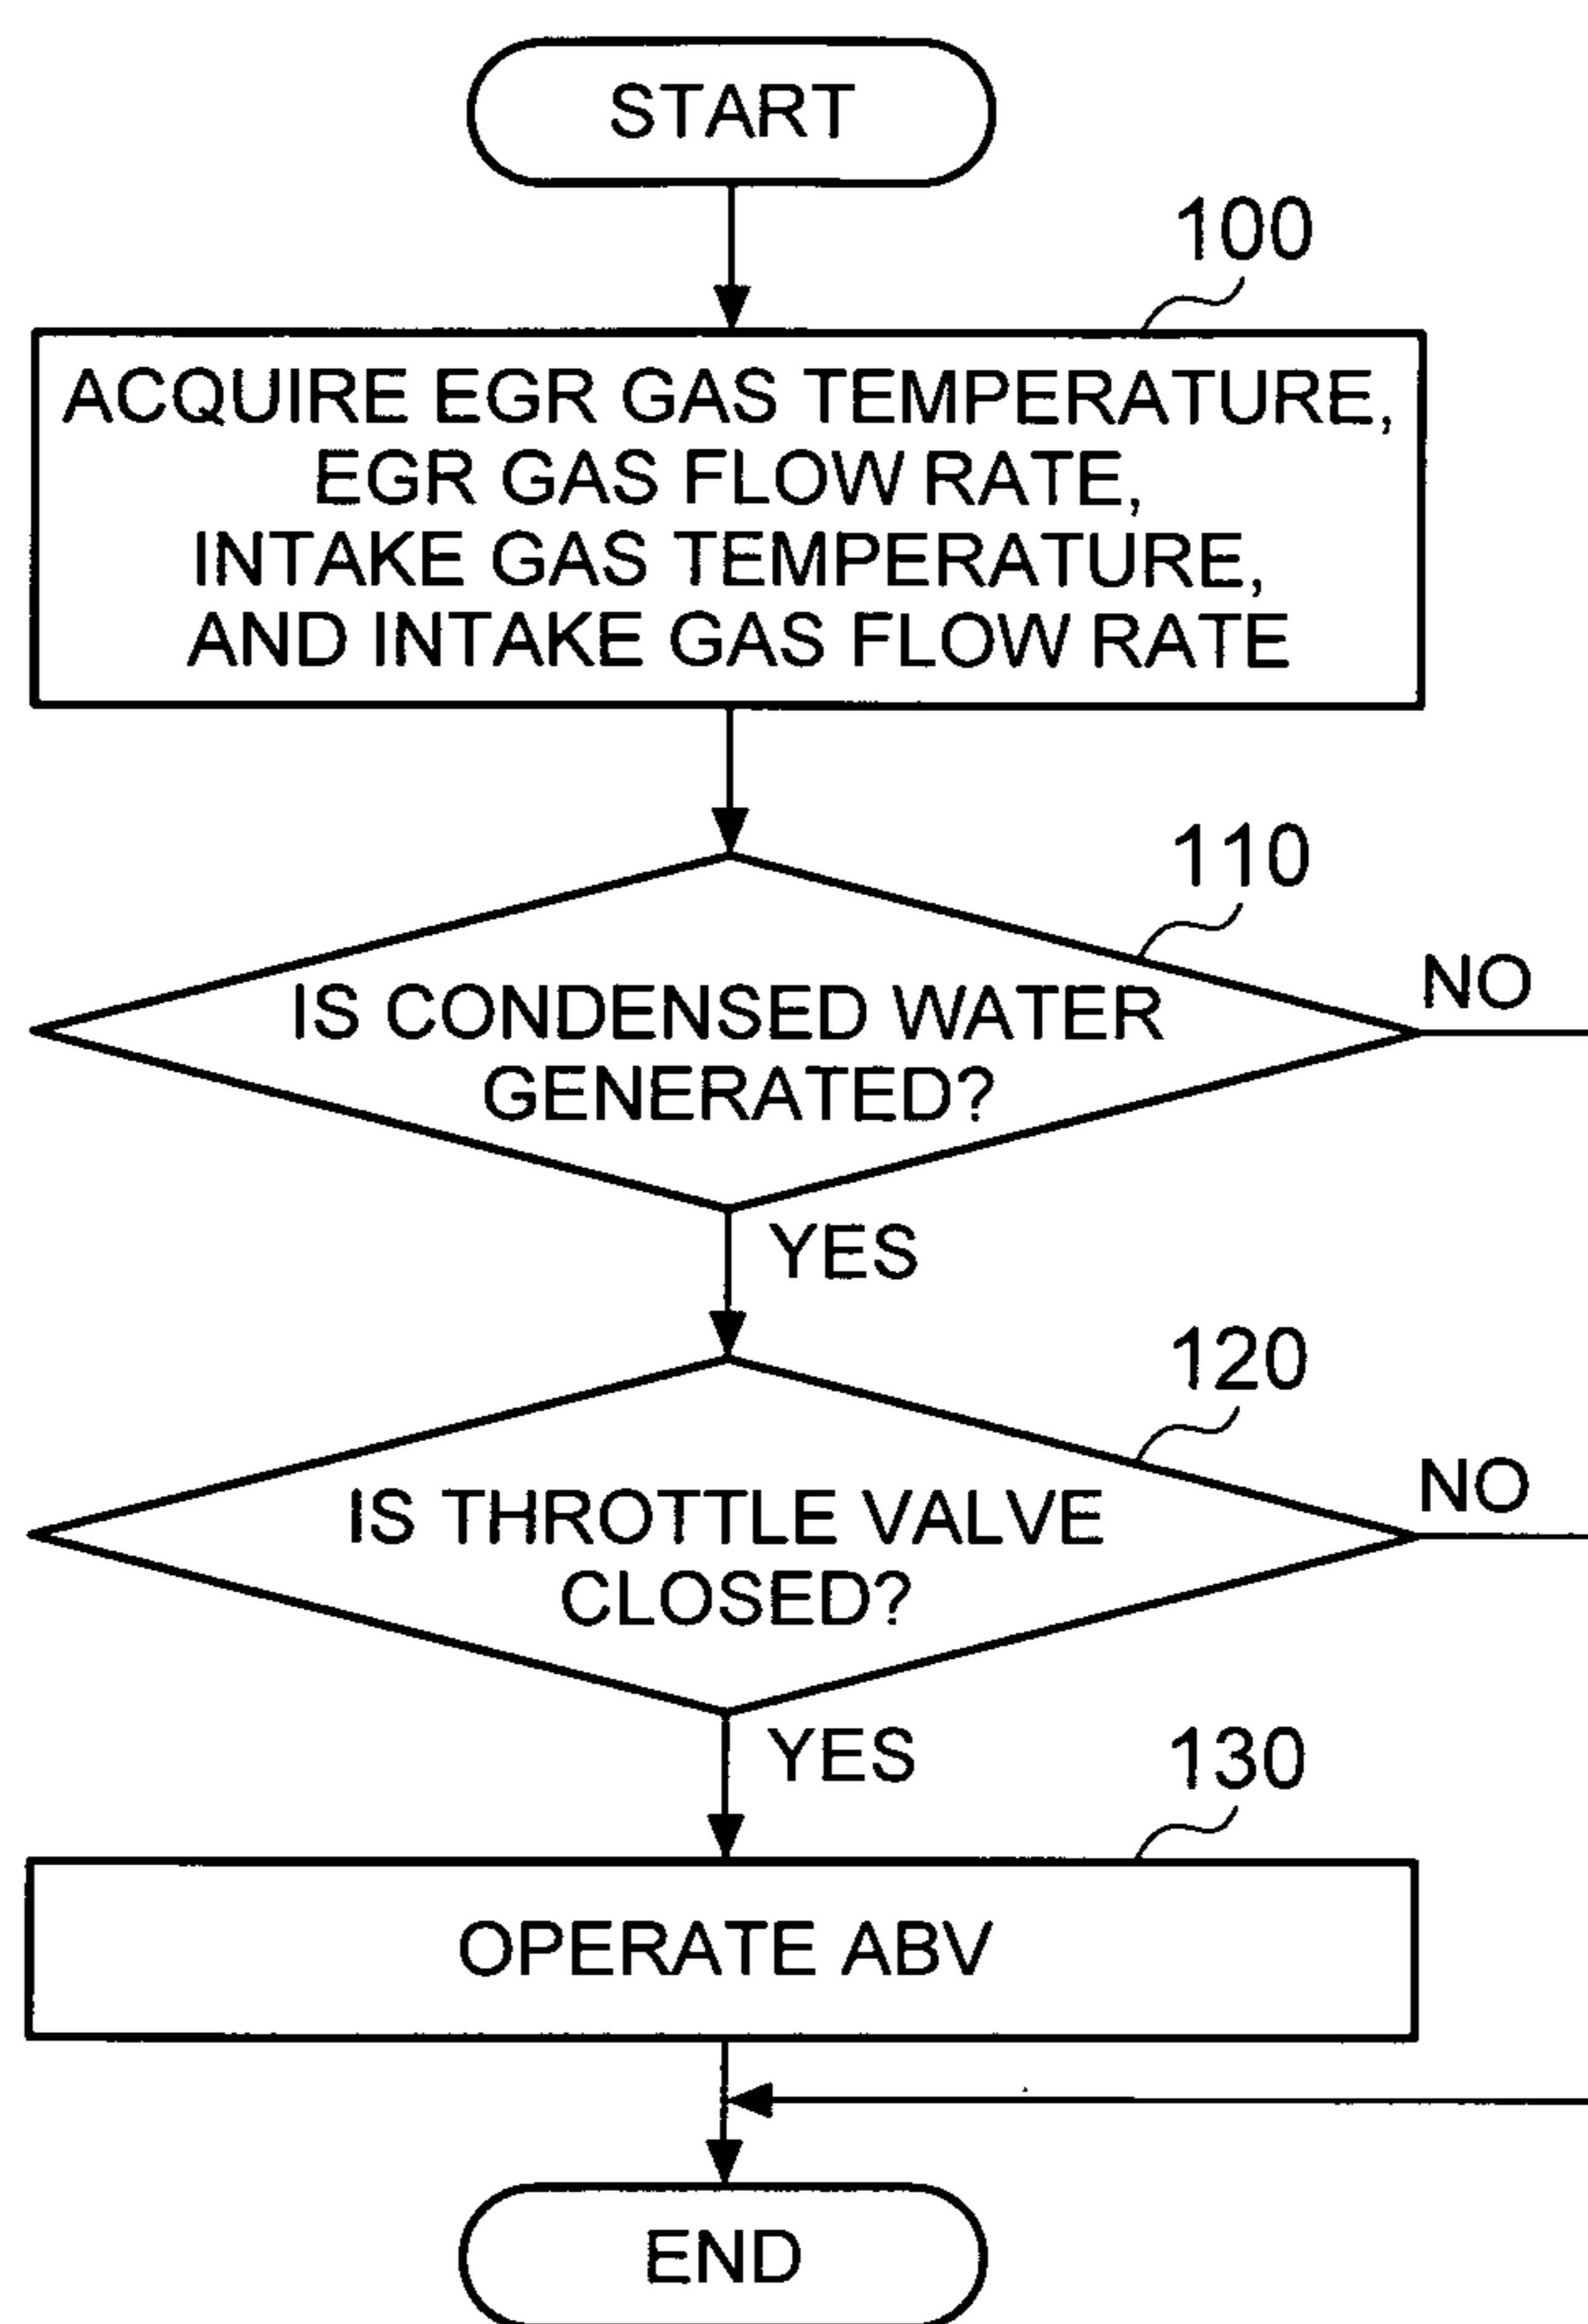 START
100
ACQUIRE EGR GAS TEMPERATURE,
EGR GAS FLOW RATE,
INTAKE GAS TEMPERATURE,
AND INTAKE GAS FLOW RATE
110
IS CONDENSED WATER
GENERATED?
NO
YES
120
IS THROTTLE VALVE
CLOSED?
NO
YES
130
OPERATE ABV
END